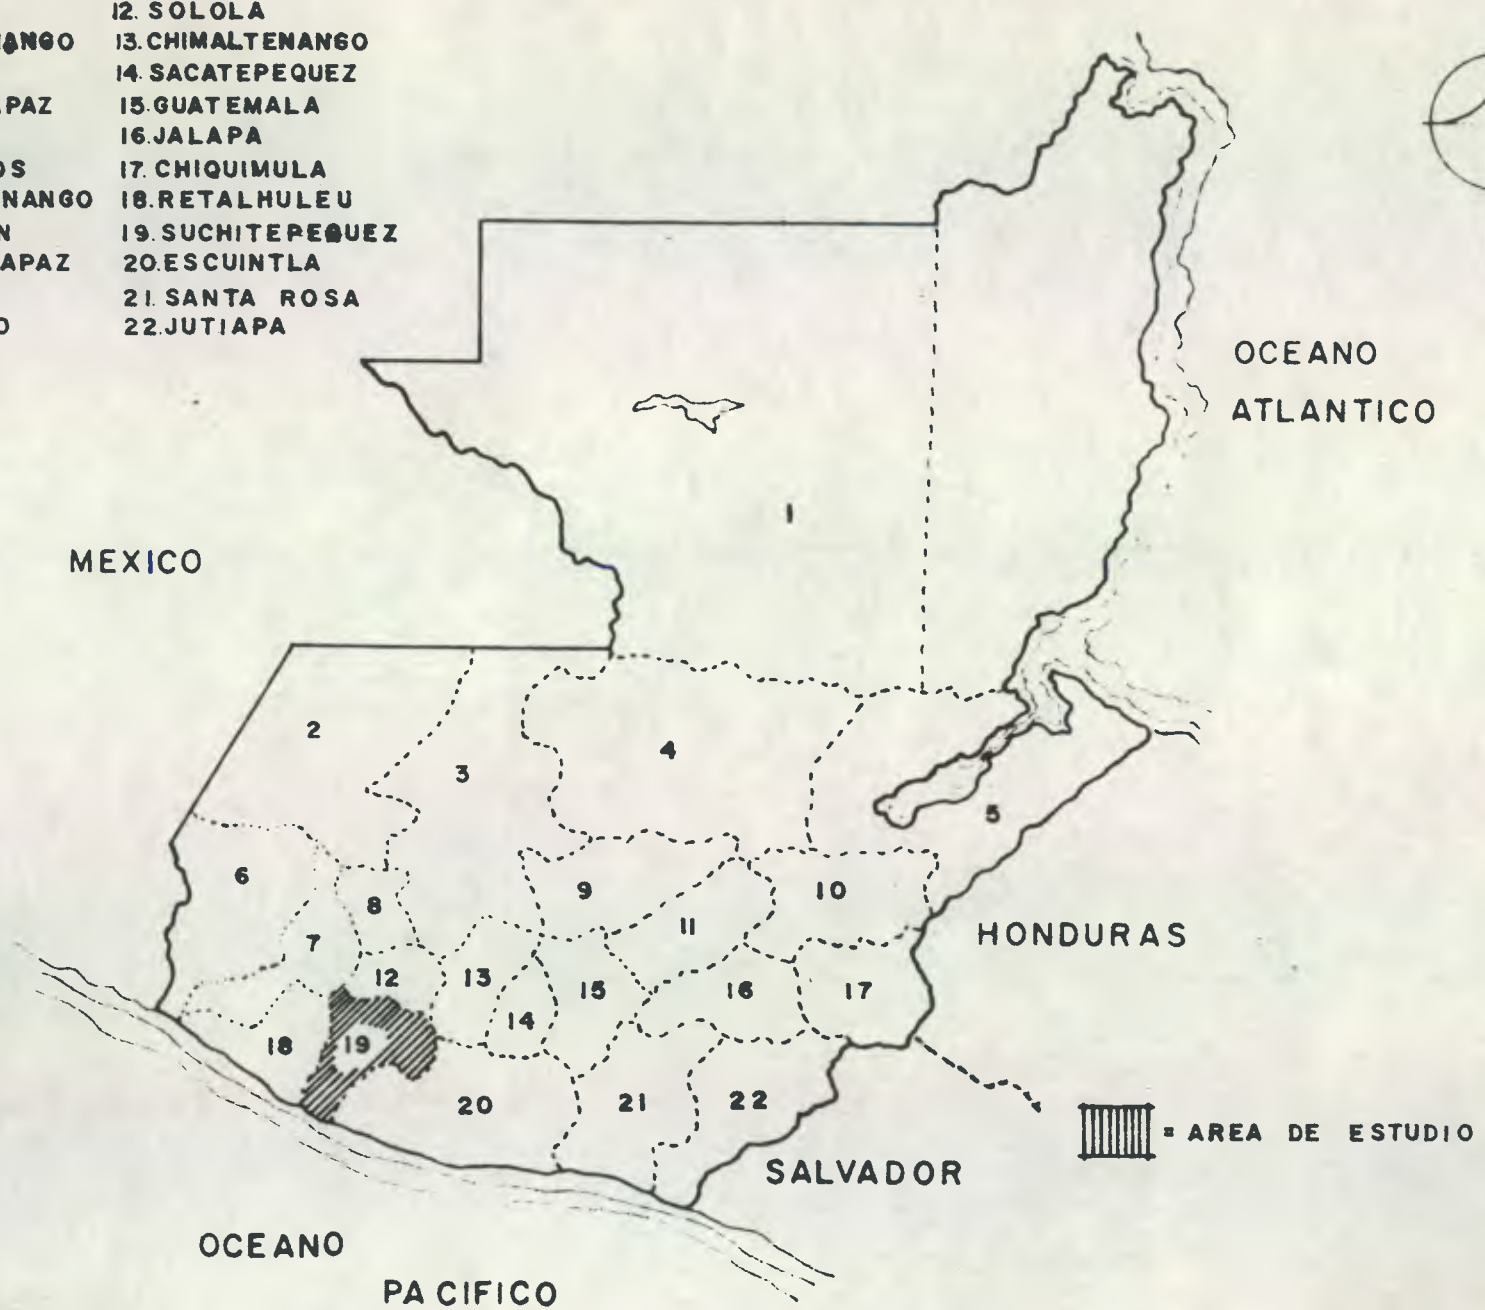 12. SOLOLA
13. CHIMALTENANGO
14. SACATEPEQUEZ
PAZ 15. GUATEMALA
16. JALAPA
OS 17. CHIQUIMULA
NANGO 18. RETALHULEU
N 19. SUCHITEPEQUEZ
APAZ 20. ESCUINTLA
21. SANTA ROSA
O 22. JUTIAPA
OCEANO
ATLANTICO
1
MEXICO
2
4
3
5
6
9
10
8
11
7
HONDURAS
12
13
15
16
17
14
18
19
20
21
22
= AREA DE ESTUDIO
SALVADOR
OCEANO
PACIFICO